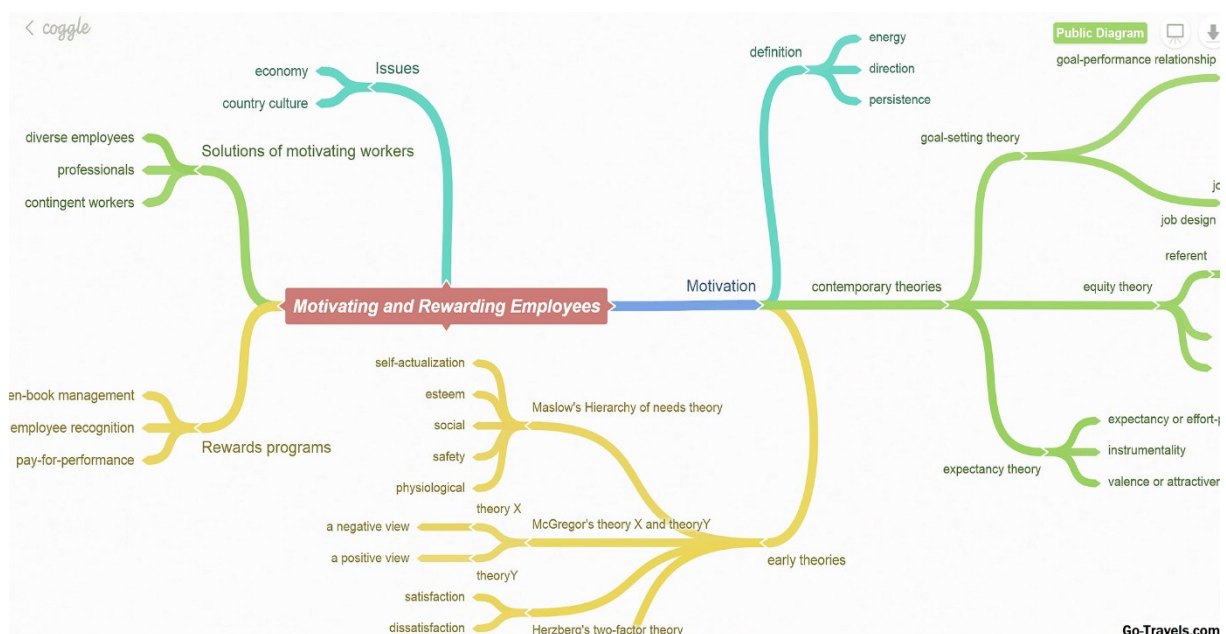 coggle
Public Diagram
Issues
economy
country culture
Solutions of motivating workers
diverse employees
professionals
contingent workers
Motivating and Rewarding Employees
Rewards programs
en-book management
employee recognition
pay-for-performance
Motivation
definition
energy
direction
persistence
contemporary theories
goal-setting theory
goal-performance relationship
jo
job design
equity theory
referent
expectancy theory
expectancy or effort-p
instrumentality
valence or attractiven
early theories
Maslow's Hierarchy of needs theory
self-actualization
esteem
social
safety
physiological
McGregor's theory X and theoryY
theory X
a negative view
a positive view
theoryY
Herzberg's two-factor theory
satisfaction
dissatisfaction
Go-Travels.com